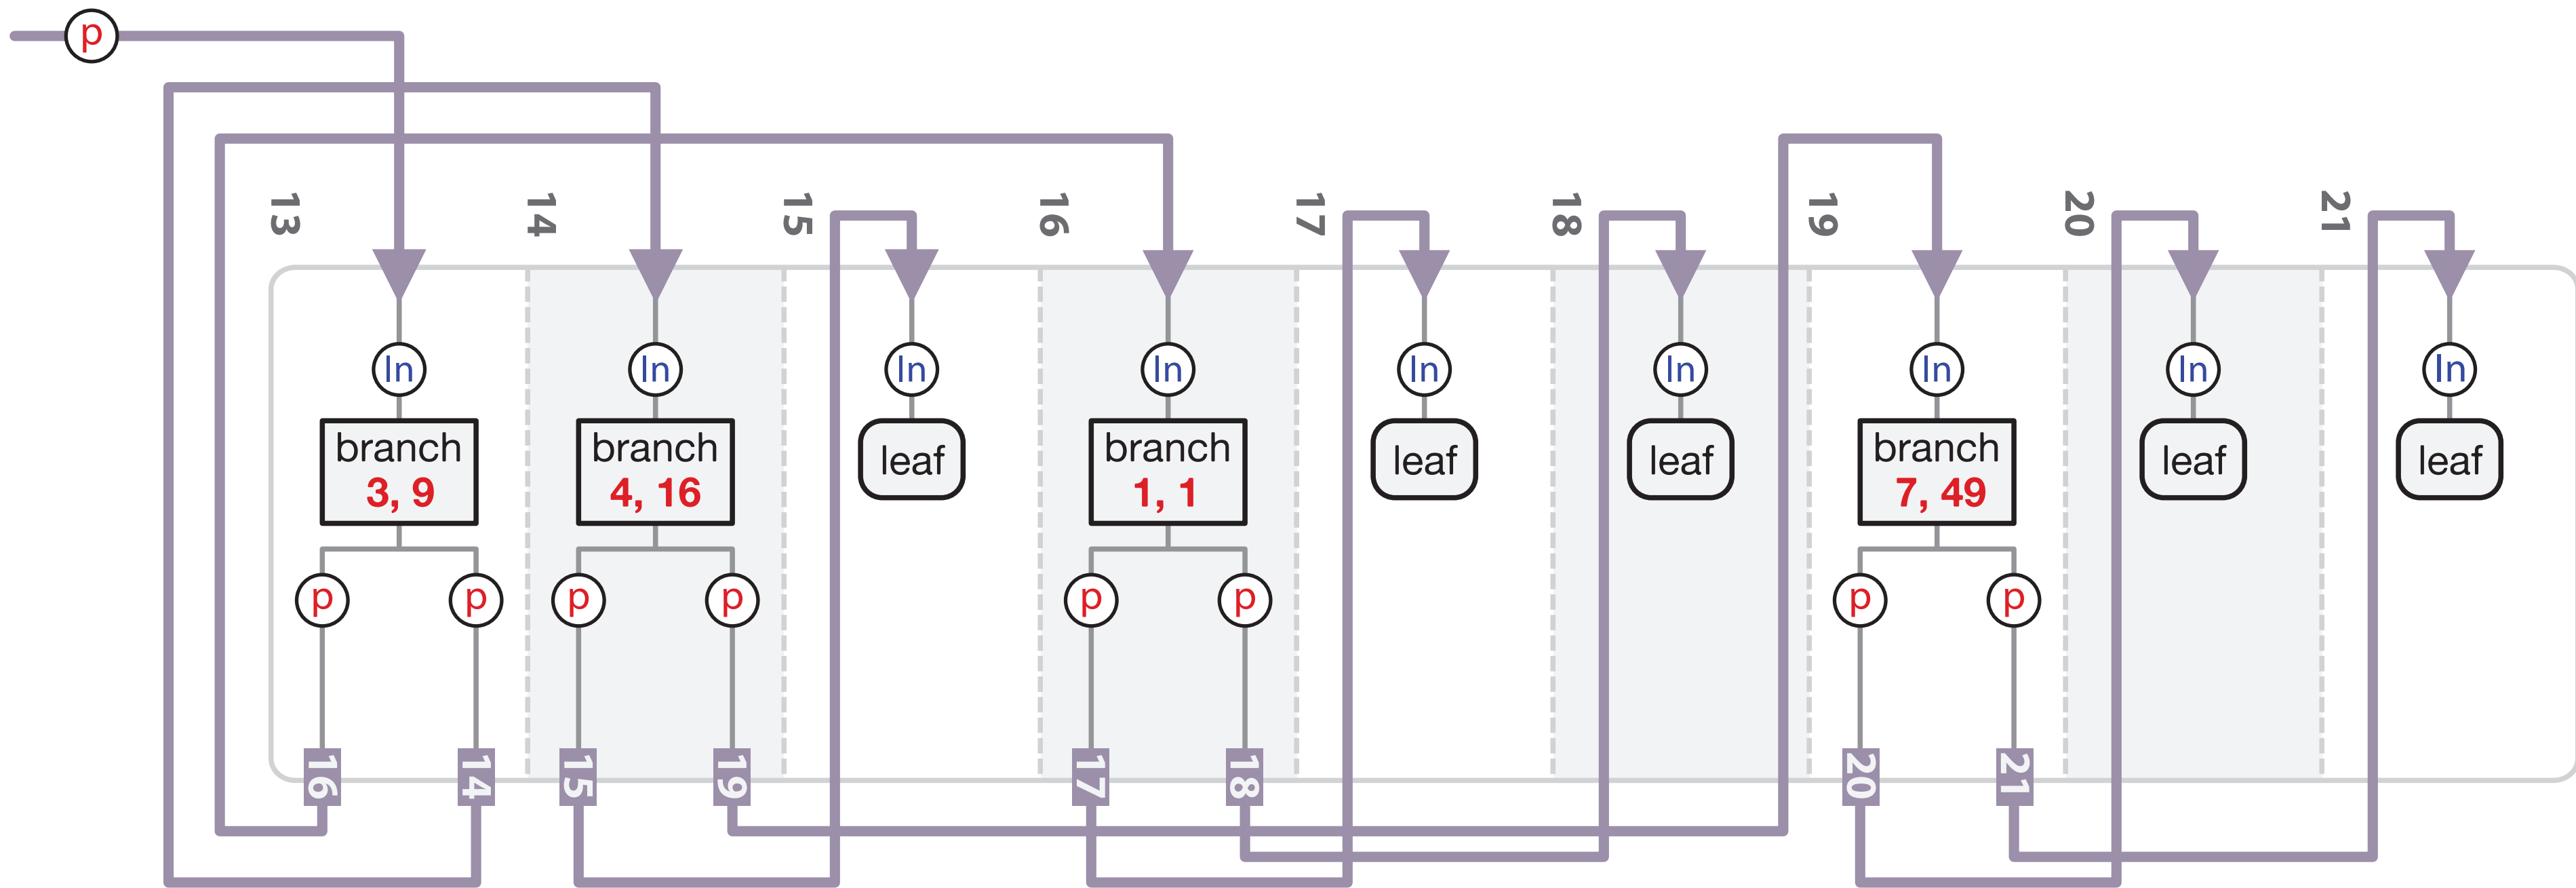 p
13 14 15 16 17 18 19 20 21
In In In In In In In In In
branch branch leaf branch leaf leaf branch leaf leaf
3, 9 4, 16 1, 1 7, 49
p p p p p p p p
16 14 15 19 17 18 20 21